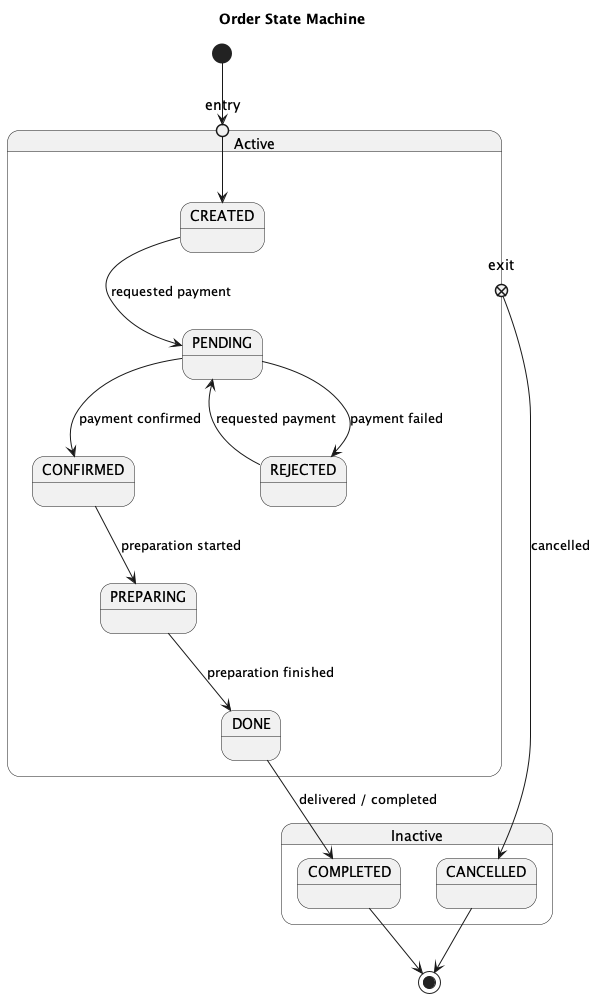 Order State Machine
entry
Active
CREATED
exit
requested payment
PENDING
payment confirmed
requested payment
payment failed
CONFIRMED
REJECTED
preparation started
cancelled
PREPARING
preparation finished
DONE
delivered / completed
Inactive
COMPLETED
CANCELLED